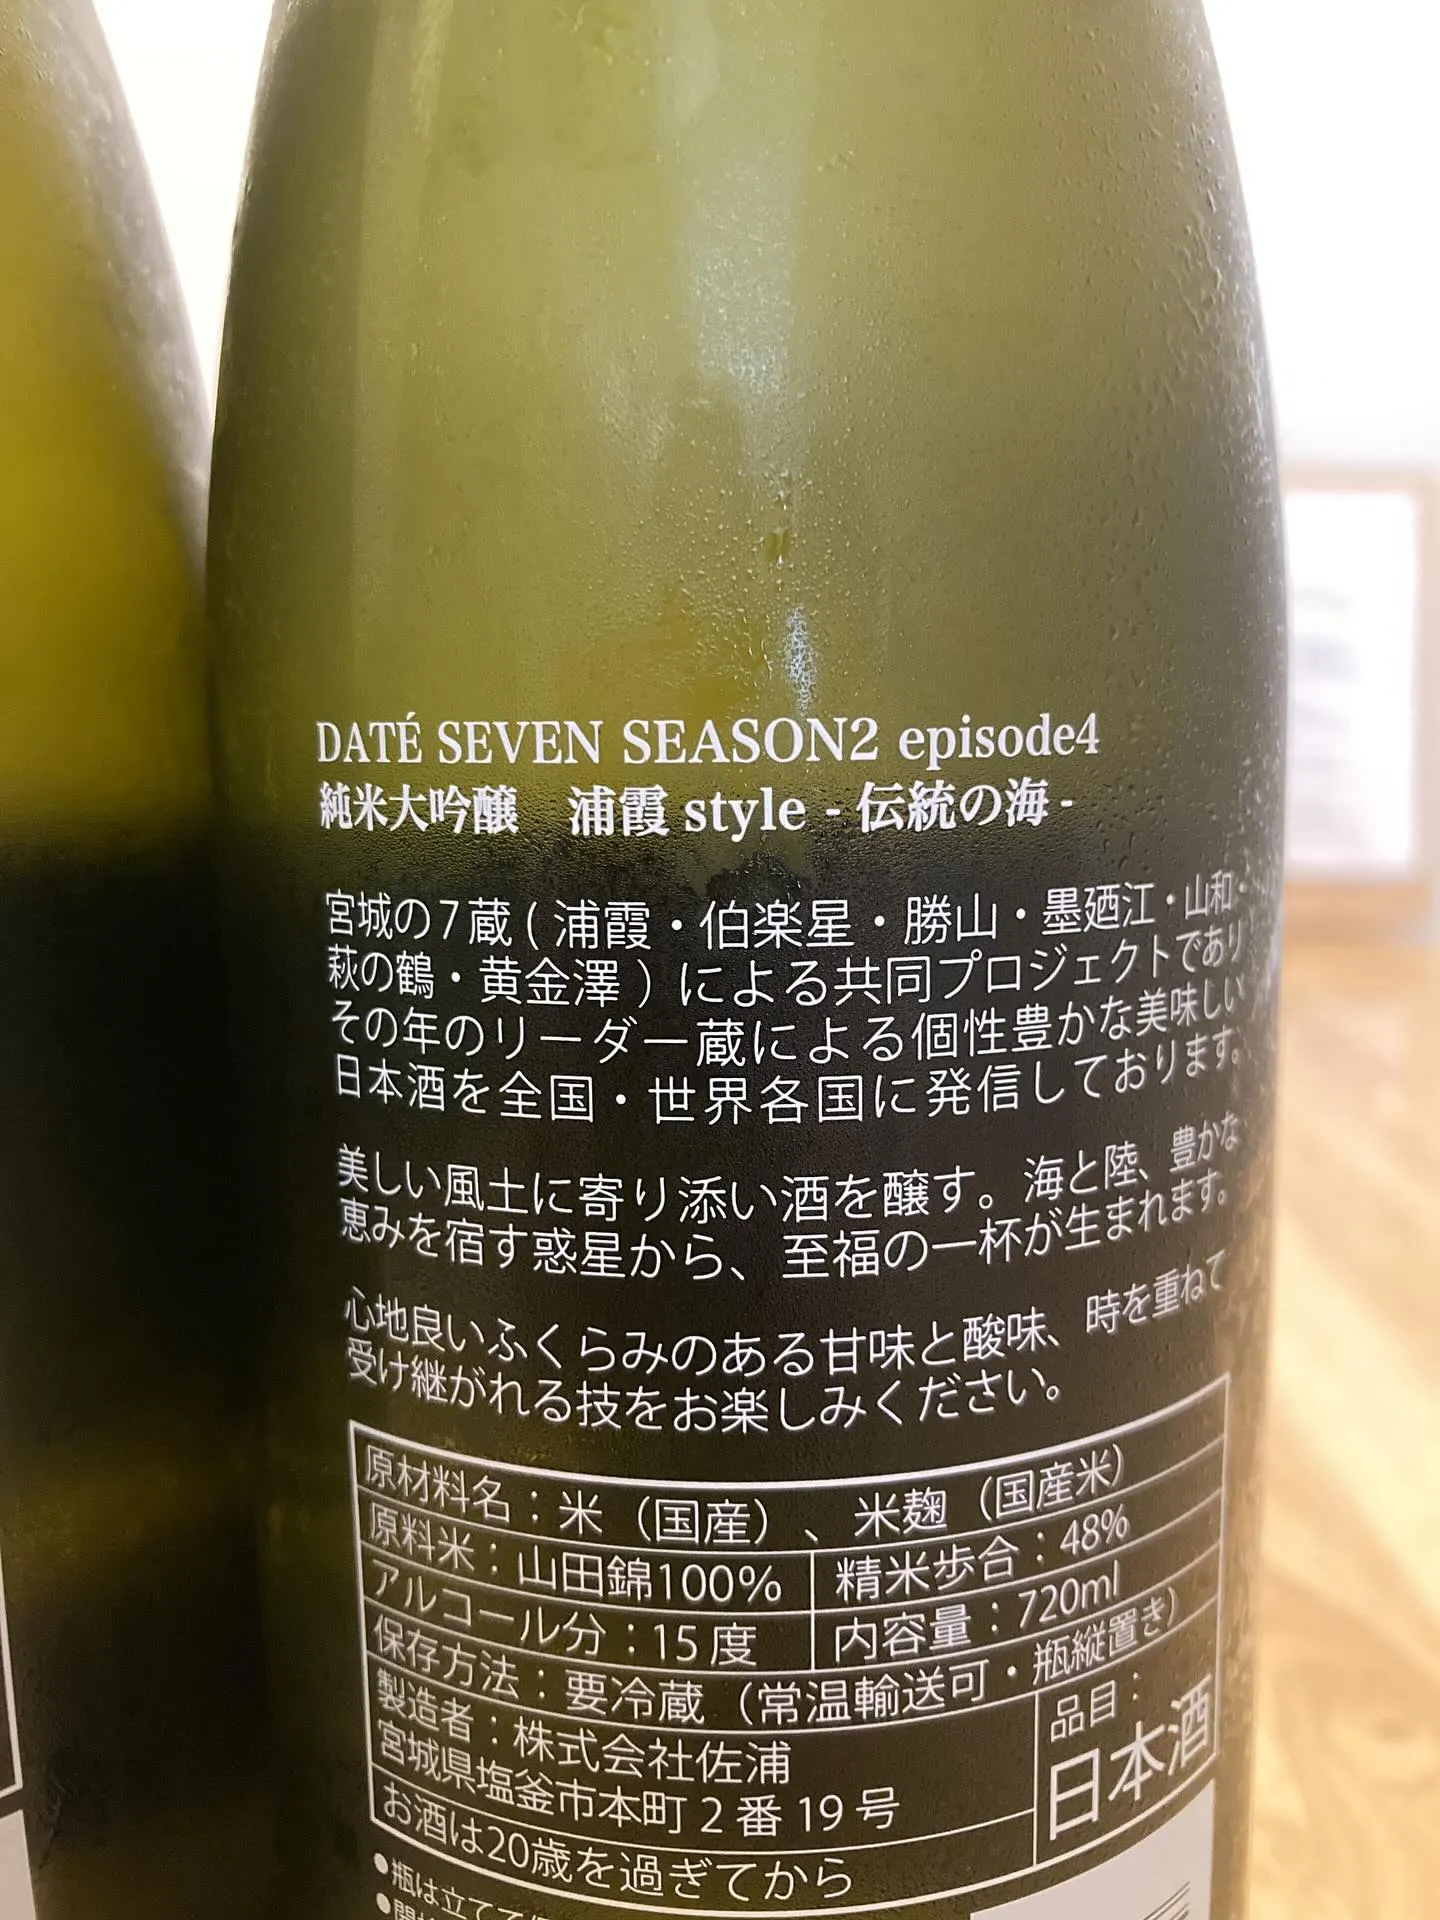 DATÉ SEVEN SEASON2 episode4
純米大吟醸　浦霞 style - 伝統の海 -
宮城の7蔵 ( 浦霞・伯楽星・勝山・墨廼江・山和・
萩の鶴・黄金澤 ) による共同プロジェクトであり
その年のリーダー蔵による個性豊かな美味しい
日本酒を全国・世界各国に発信しております。
美しい風土に寄り添い酒を醸す。海と陸、豊かな
恵みを宿す惑星から、至福の一杯が生まれます。
心地良いふくらみのある甘味と酸味、時を重ねて
受け継がれる技をお楽しみください。
原材料名：米（国産）、米麹（国産米）
原料米：山田錦100%　精米歩合：48%
アルコール分：15度　内容量：720ml
保存方法：要冷蔵（常温輸送可・瓶縦置き）
製造者：株式会社佐浦
宮城県塩釜市本町2番19号
品目：
日本酒
お酒は20歳を過ぎてから
●瓶は立てて